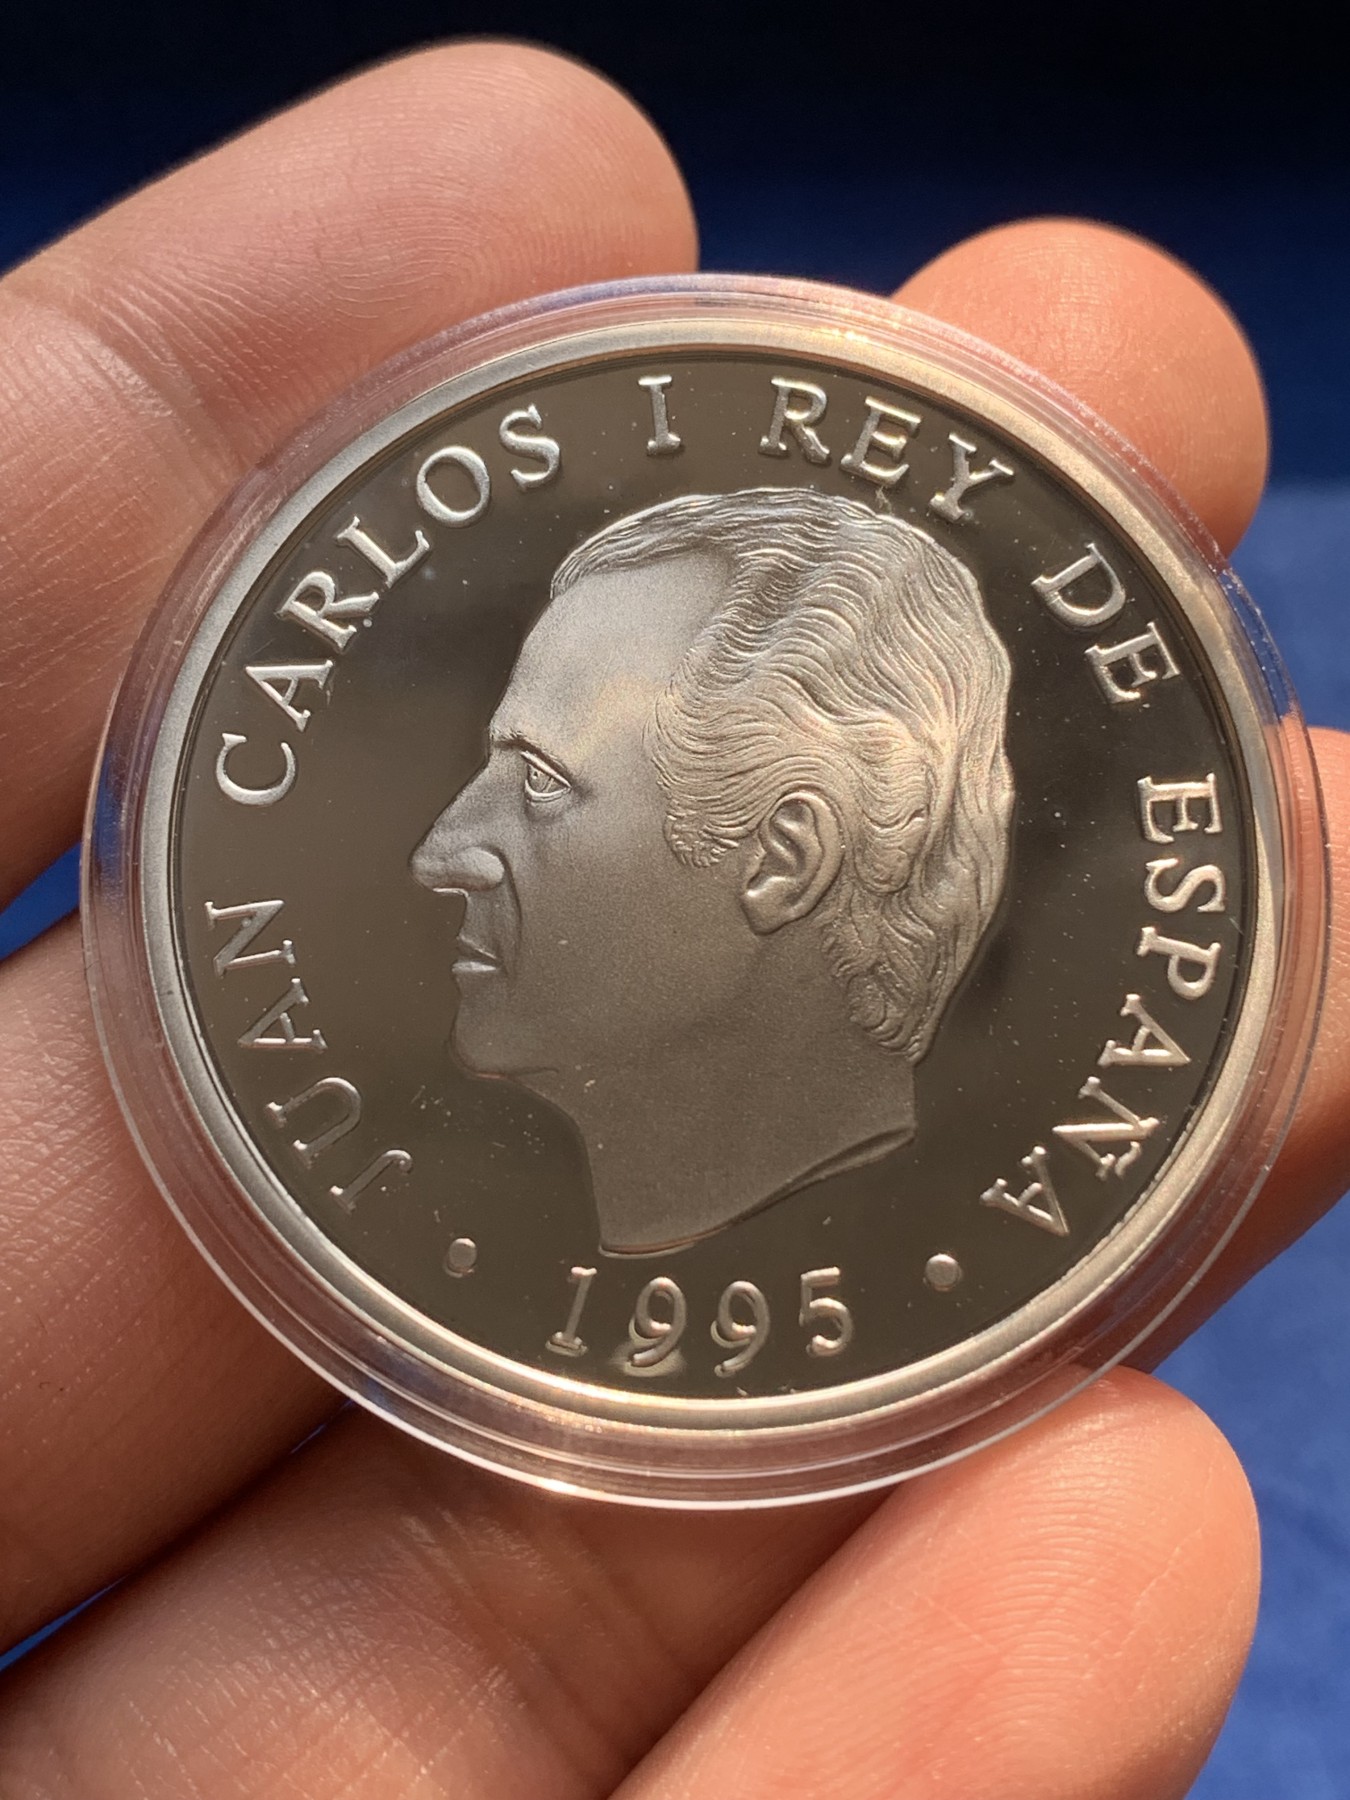 JUAN CARLOS I REY DE ESPAÑA
• 1995 •